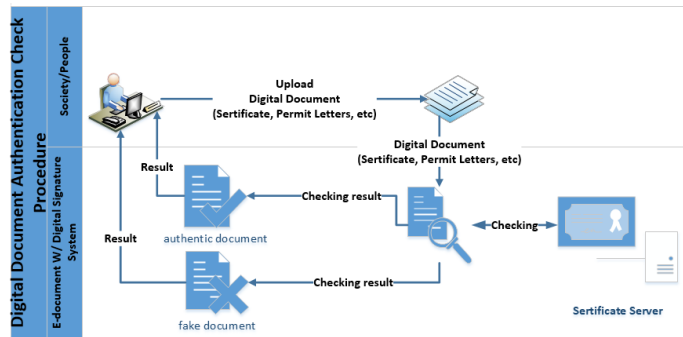 Digital Document Authentication Check
Procedure
Society/People
E-document W/ Digital Signature
System
Upload
Digital Document
(Sertificate, Permit Letters, etc)
Digital Document
(Sertificate, Permit Letters, etc)
Result
Checking result
authentic document
Checking
Result
Checking result
fake document
Sertificate Server